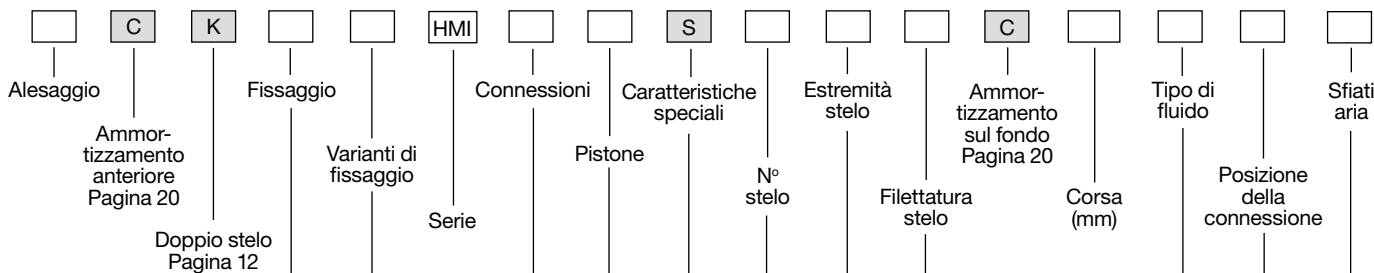 C
K
HMI
S
C
Alesaggio
Ammor-
tizzamento
anteriore
Pagina 20
Doppio stelo
Pagina 12
Fissaggio
Varianti di
fissaggio
Serie
Connessioni
Pistone
Caratteristiche
speciali
Nº
stelo
Estremità
stelo
Filettatura
stelo
Ammor-
tizzamento
sul fondo
Pagina 20
Corsa
(mm)
Tipo di
fluido
Posizione
della
connessione
Sfiati
aria